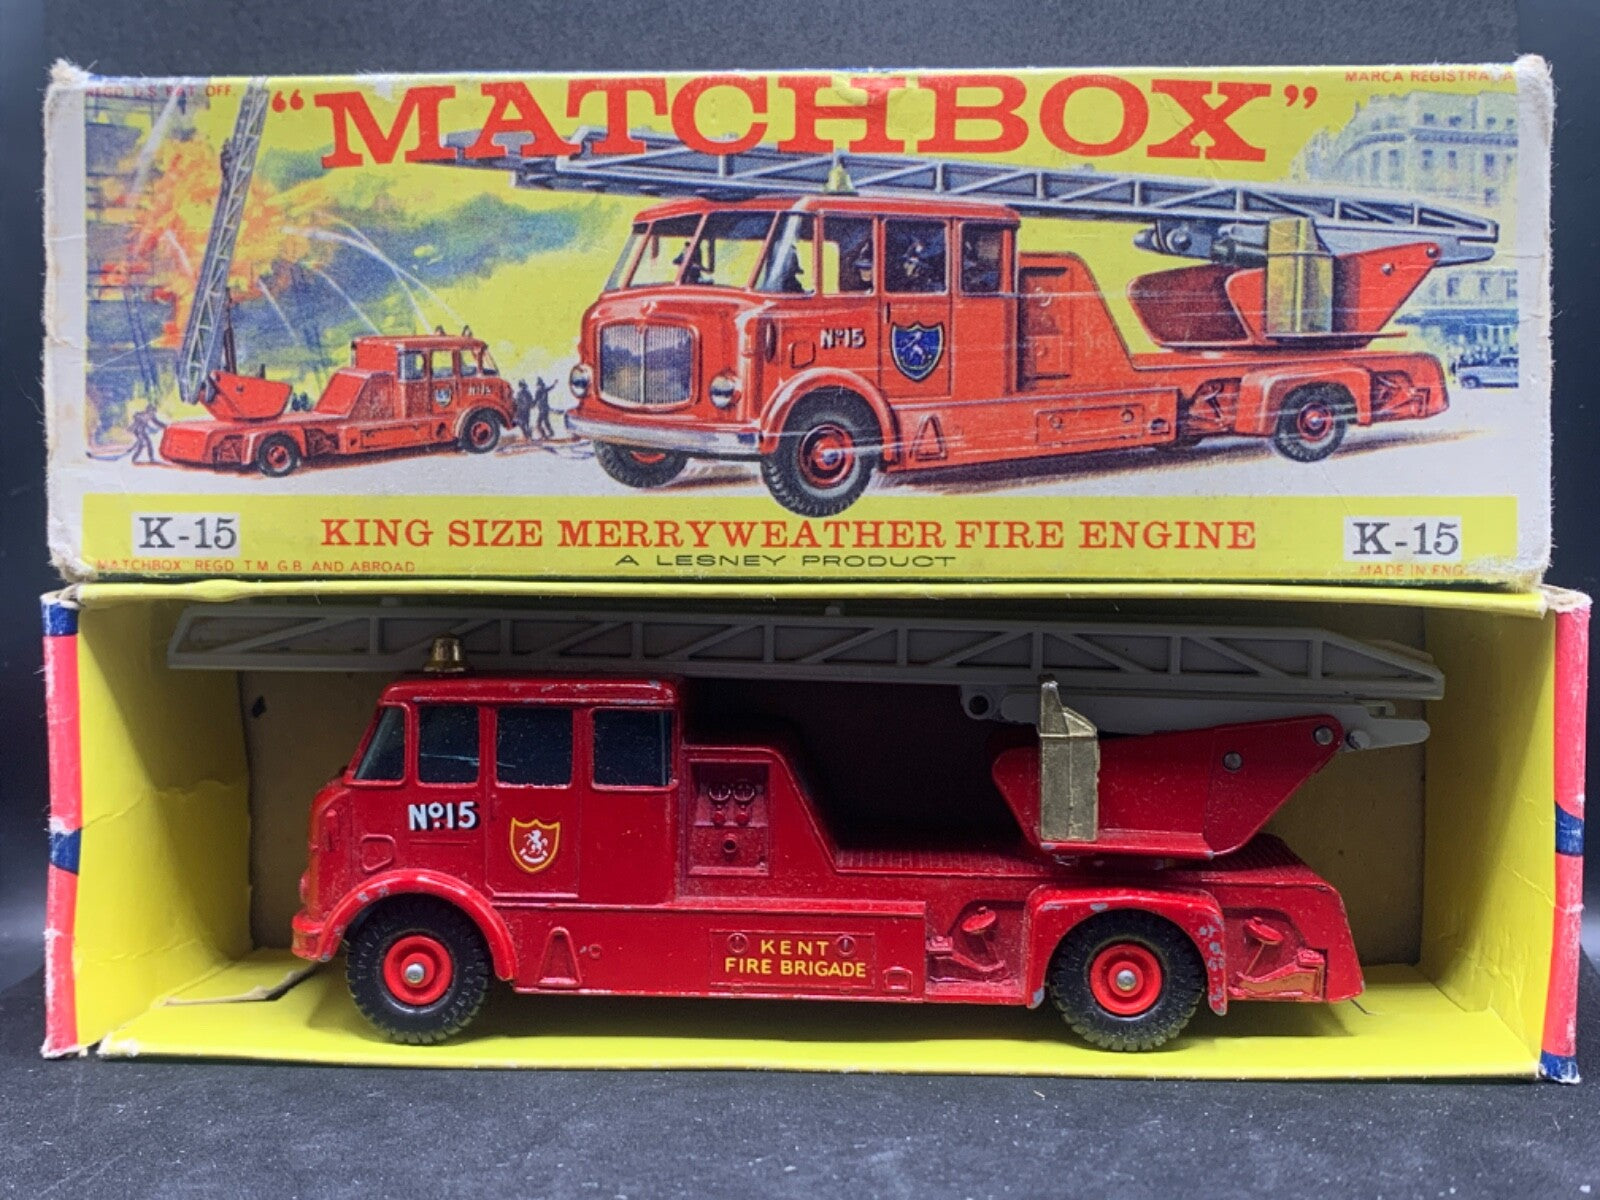 REGD U.S. PAT. OFF.
MARCA REGISTRADA
"MATCHBOX"
Nº15
Nº15
K-15
KING SIZE MERRYWEATHER FIRE ENGINE
K-15
A LESNEY PRODUCT
"MATCHBOX" REGD T.M. G.B. AND ABROAD
MADE IN ENG
Nº15
KENT
FIRE BRIGADE